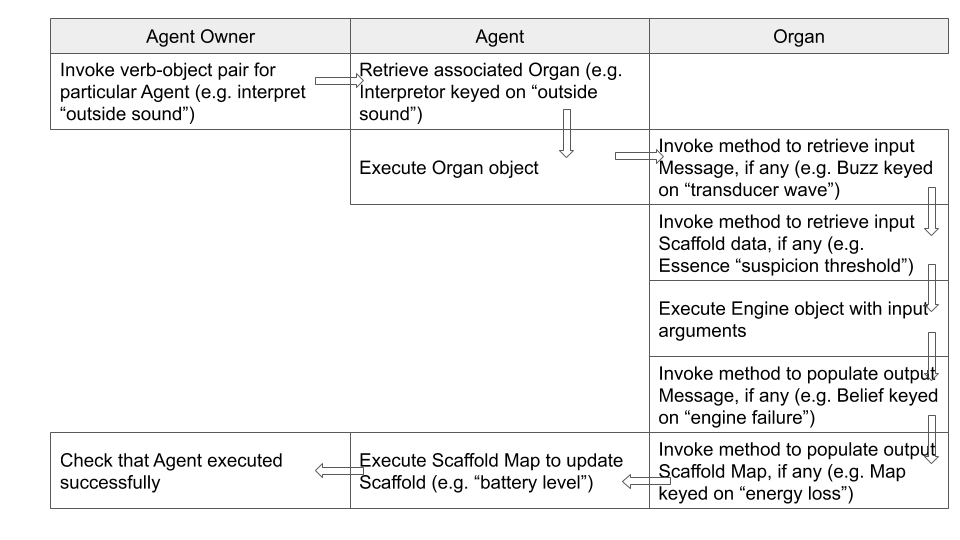 Agent Owner
Agent
Organ
Invoke verb-object pair for
particular Agent (e.g. interpret
“outside sound”)
Retrieve associated Organ (e.g.
Interpretor keyed on “outside
sound”)
Execute Organ object
Invoke method to retrieve input
Message, if any (e.g. Buzz keyed
on “transducer wave”)
Invoke method to retrieve input
Scaffold data, if any (e.g.
Essence “suspicion threshold”)
Execute Engine object with input
arguments
Invoke method to populate output
Message, if any (e.g. Belief keyed
on “engine failure”)
Invoke method to populate output
Scaffold Map, if any (e.g. Map
keyed on “energy loss”)
Execute Scaffold Map to update
Scaffold (e.g. “battery level”)
Check that Agent executed
successfully